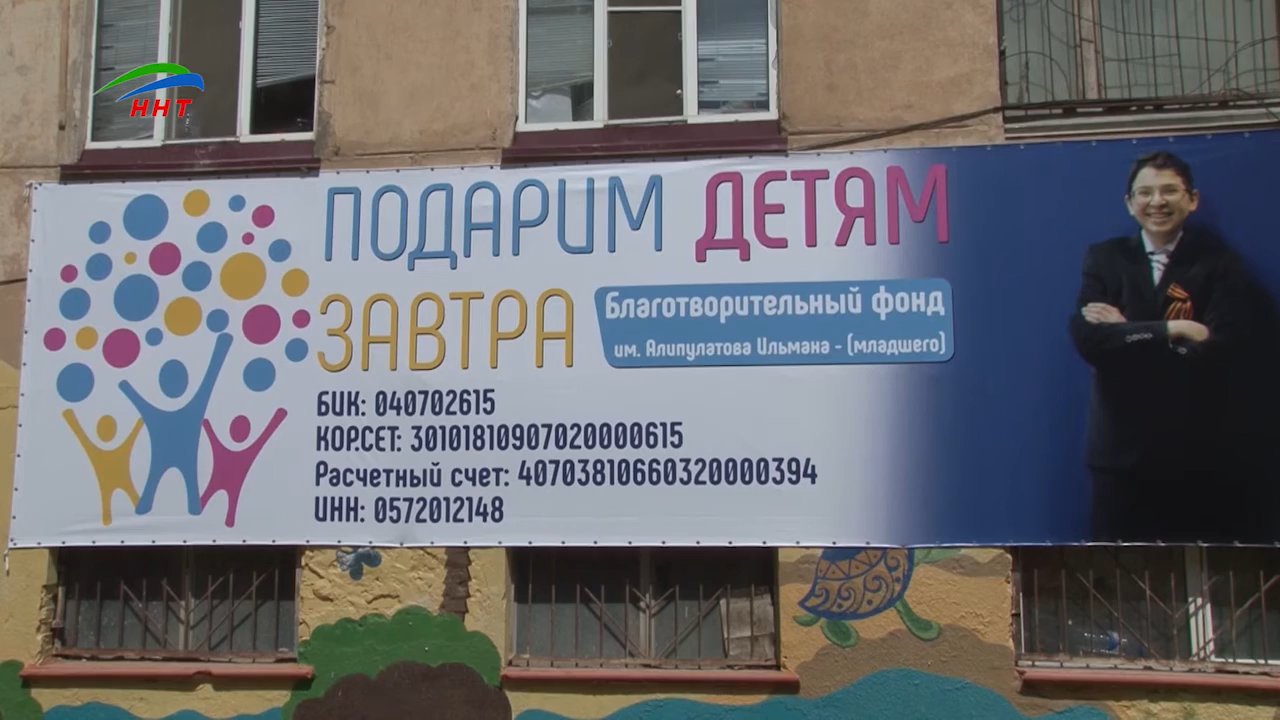 ННТ
ПОДАРИМ ДЕТЯМ
ЗАВТРА
Благотворительный фонд
им. Алипулатова Ильмана - (младшего)
БИК: 040702615
КОР.СЕТ: 30101810907020000615
Расчетный счет: 40703810660320000394
ИНН: 0572012148